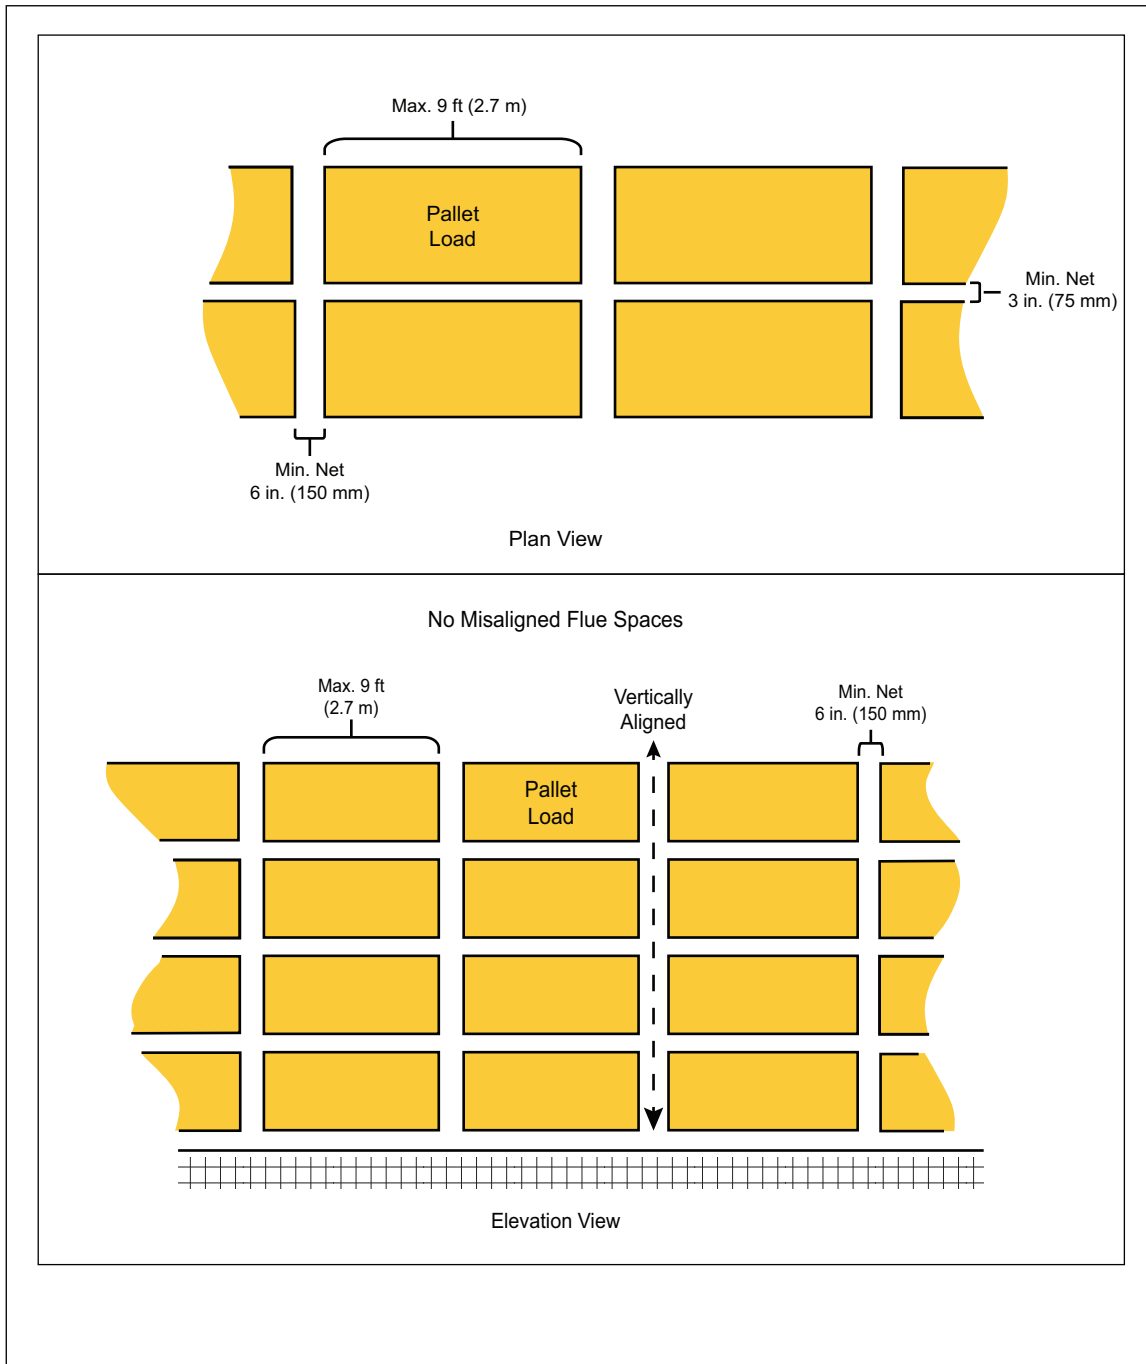 Max. 9 ft (2.7 m)
Pallet
Load
Min. Net
3 in. (75 mm)
Min. Net
6 in. (150 mm)
Plan View
No Misaligned Flue Spaces
Max. 9 ft
(2.7 m)
Vertically
Aligned
Min. Net
6 in. (150 mm)
Pallet
Load
Elevation View